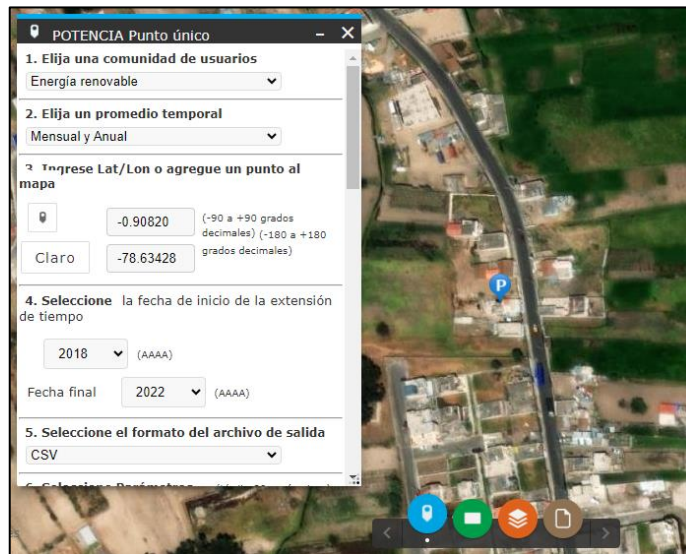 POTENCIA Punto único
1. Elija una comunidad de usuarios
Energía renovable
2. Elija un promedio temporal
Mensual y Anual
3. Ingrese Lat/Lon o agregue un punto al
mapa
-0.90820
(-90 a +90 grados
decimales) (-180 a +180
grados decimales)
Claro
-78.63428
4. Seleccione la fecha de inicio de la extensión
de tiempo
2018
(AAAA)
Fecha final
2022
(AAAA)
5. Seleccione el formato del archivo de salida
CSV
6. Seleccione Parámetros
P